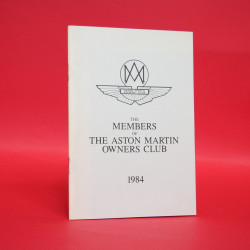 THE
MEMBERS
OF
THE ASTON MARTIN
OWNERS CLUB
1984